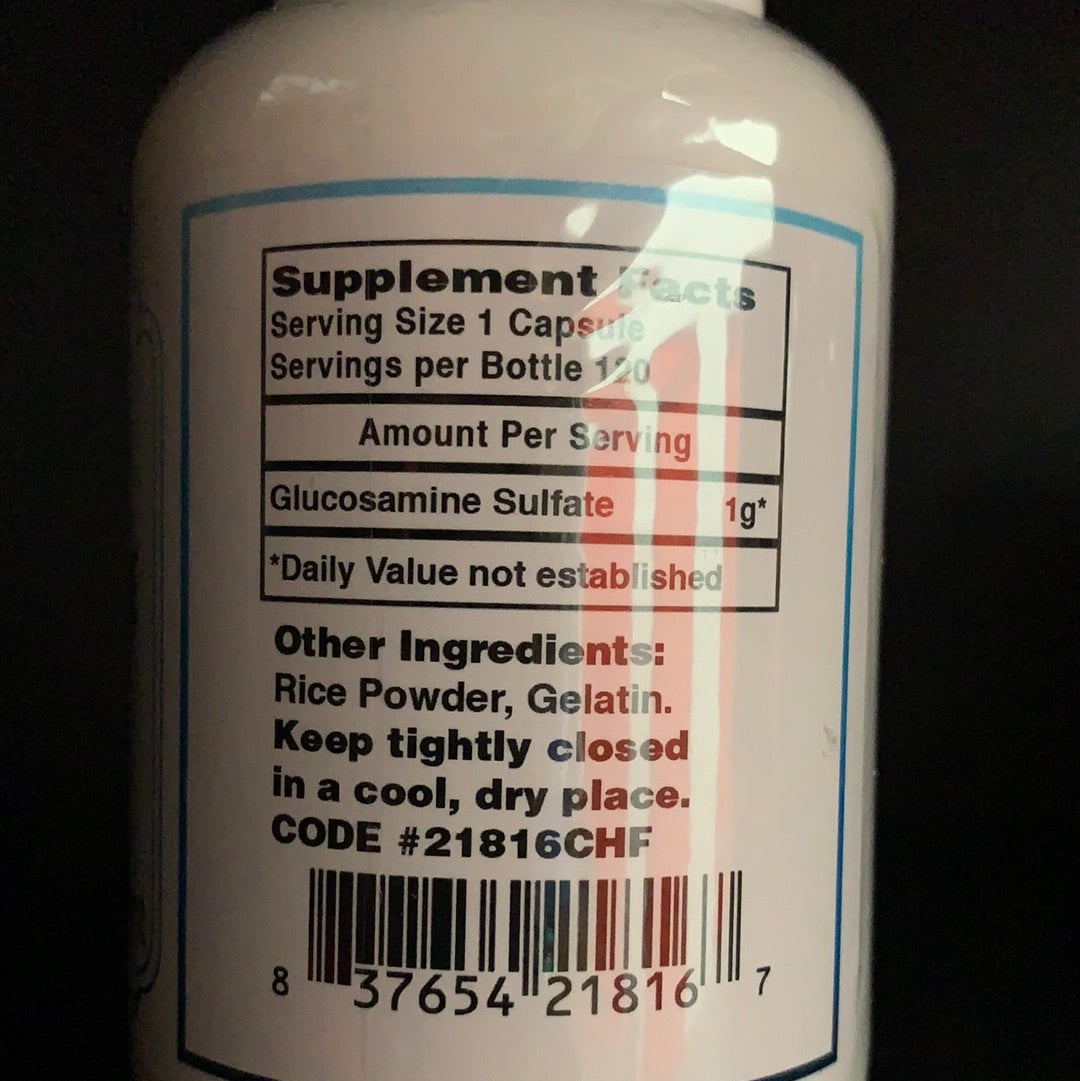 Supplement Facts
Serving Size 1 Capsule
Servings per Bottle 120
Amount Per Serving
Glucosamine Sulfate 1g*
*Daily Value not established
Other Ingredients:
Rice Powder, Gelatin.
Keep tightly closed
in a cool, dry place.
CODE #21816CHF
8 37654 21816 7